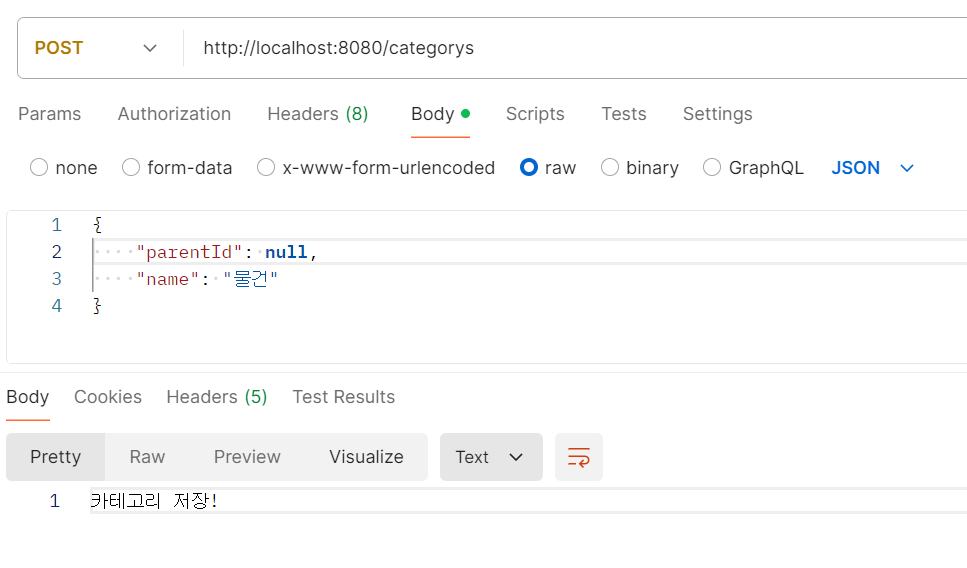 POST http://localhost:8080/categorys
Params Authorization Headers (8) Body Scripts Tests Settings
none form-data x-www-form-urlencoded raw binary GraphQL JSON
1 {
2 "parentId": null,
3 "name": "물건"
4 }
Body Cookies Headers (5) Test Results
Pretty Raw Preview Visualize Text
1 카테고리 저장!